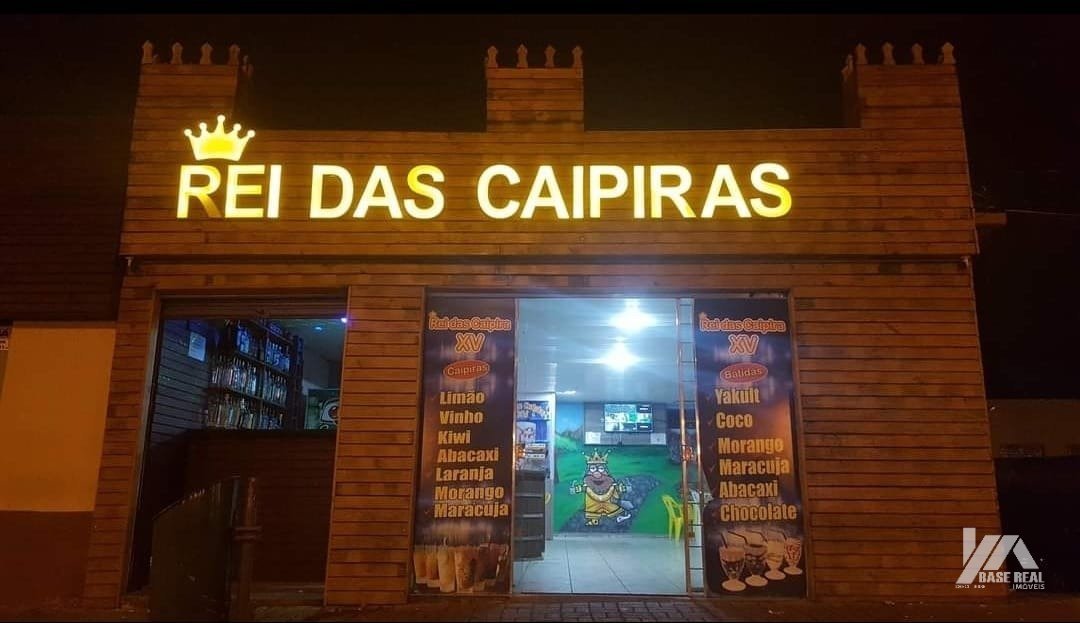 REI DAS CAIPIRAS
Rei das Caipira
XV
Caipiras
Limão
Vinho
Kiwi
Abacaxi
Laranja
Morango
Maracuja
Rei das Caipira
XV
Batidas
Yakult
Coco
Morango
Maracuja
Abacaxi
Chocolate
BASE REAL
IMÓVEIS